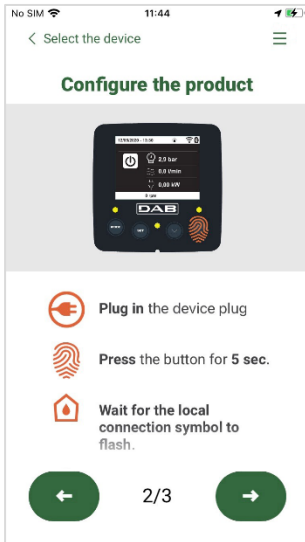 No SIM 11:44
Select the device
Configure the product
2,9 bar
0,0 l/min
0,00 kW
0 rpm
DAB
Plug in the device plug
Press the button for 5 sec.
Wait for the local
connection symbol to
flash.
2/3